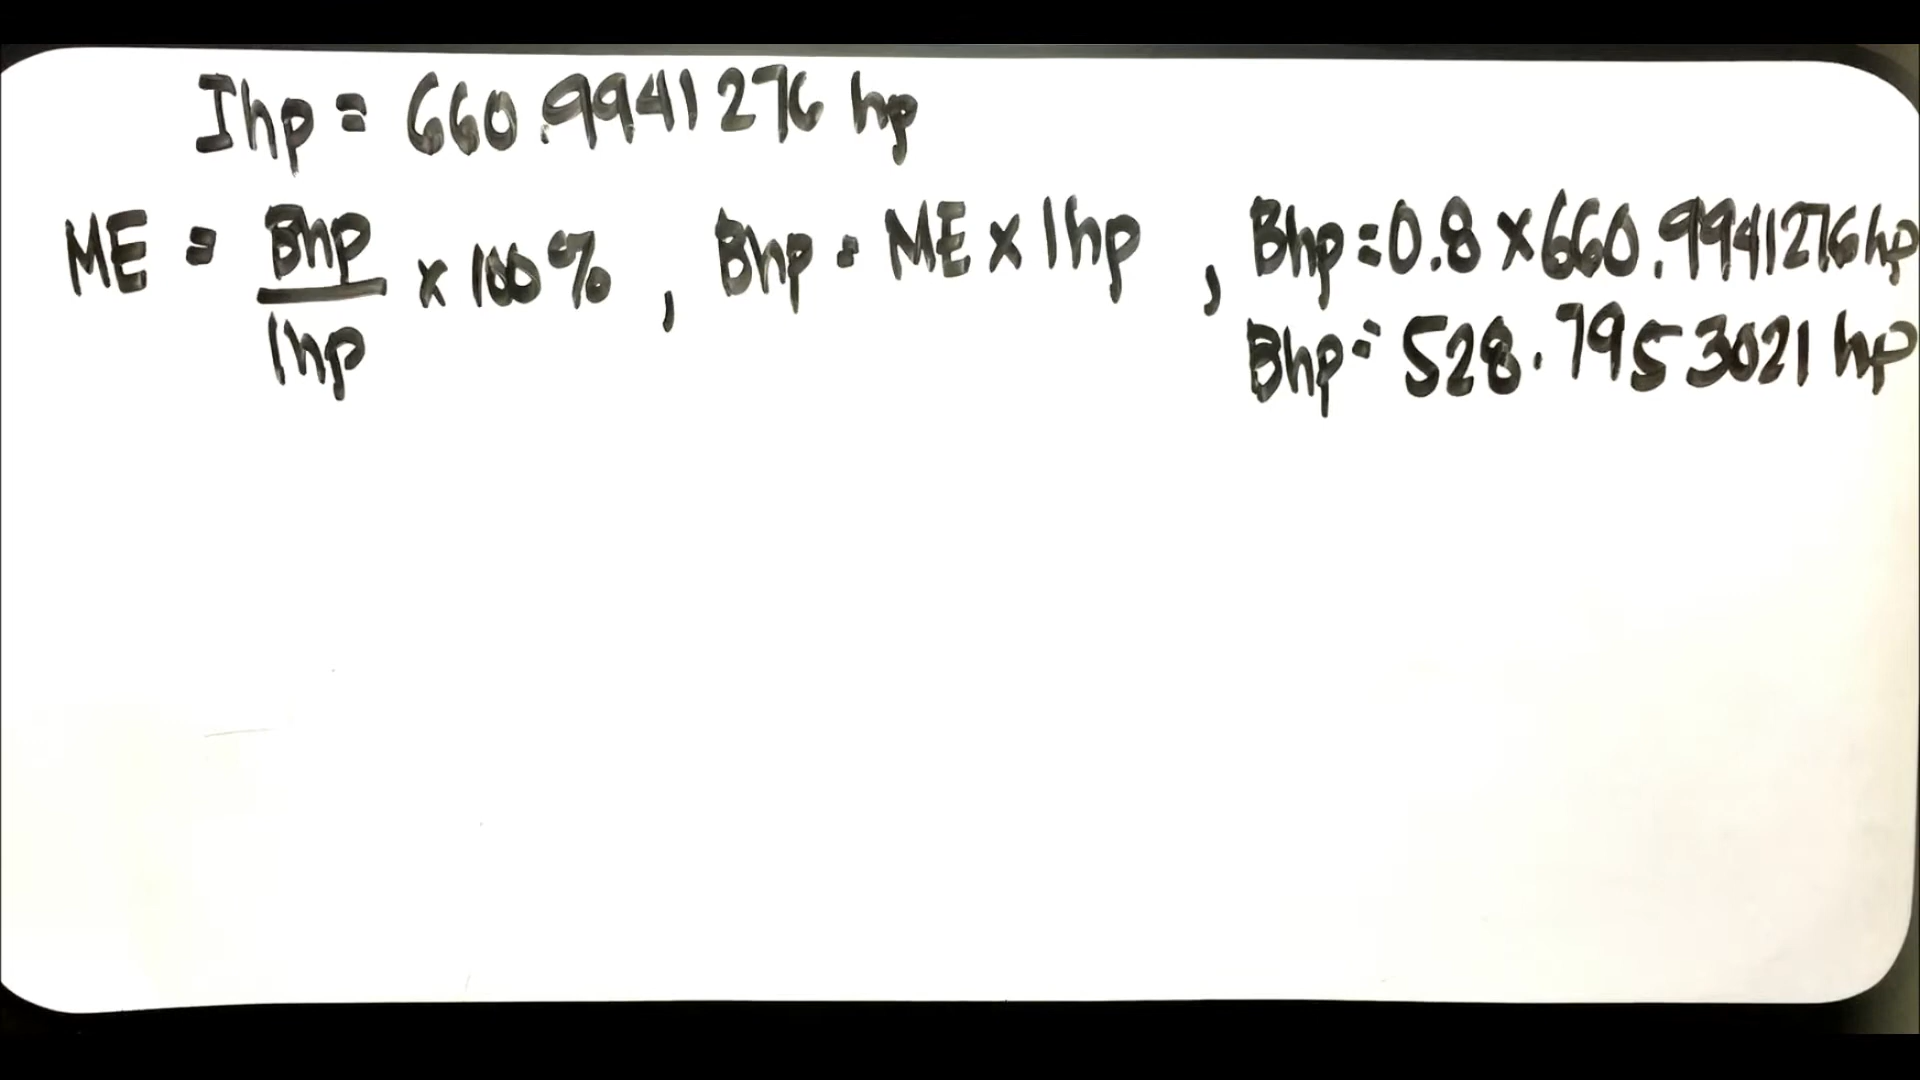 Ihp = 660.9941276 hp
ME = Bhp/Ihp x 100% , Bhp = ME x Ihp , Bhp = 0.8 x 660.9941276 hp
Bhp = 528.7953021 hp